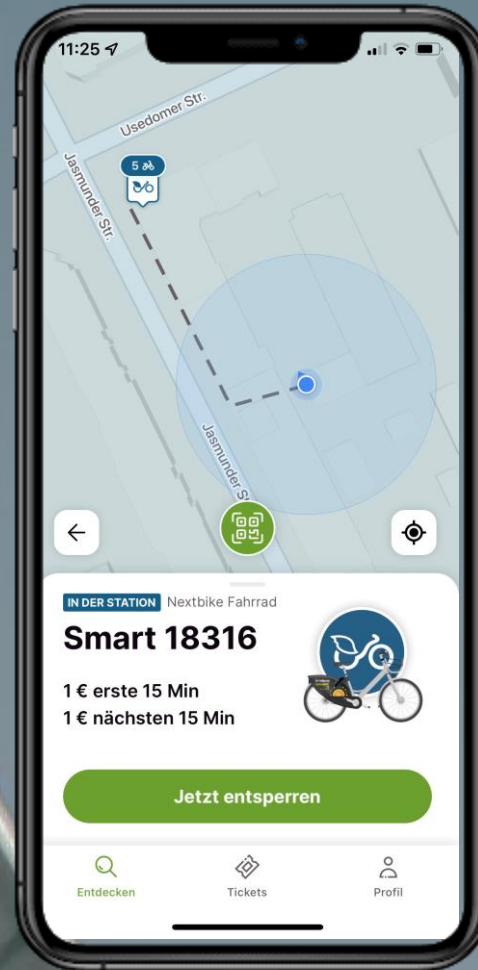 11:25
Usedomer Str.
5
Jasmunder Str.
Jasmunder S
IN DER STATION Nextbike Fahrrad
Smart 18316
1 € erste 15 Min
1 € nächsten 15 Min
Jetzt entsperren
Entdecken Tickets Profil